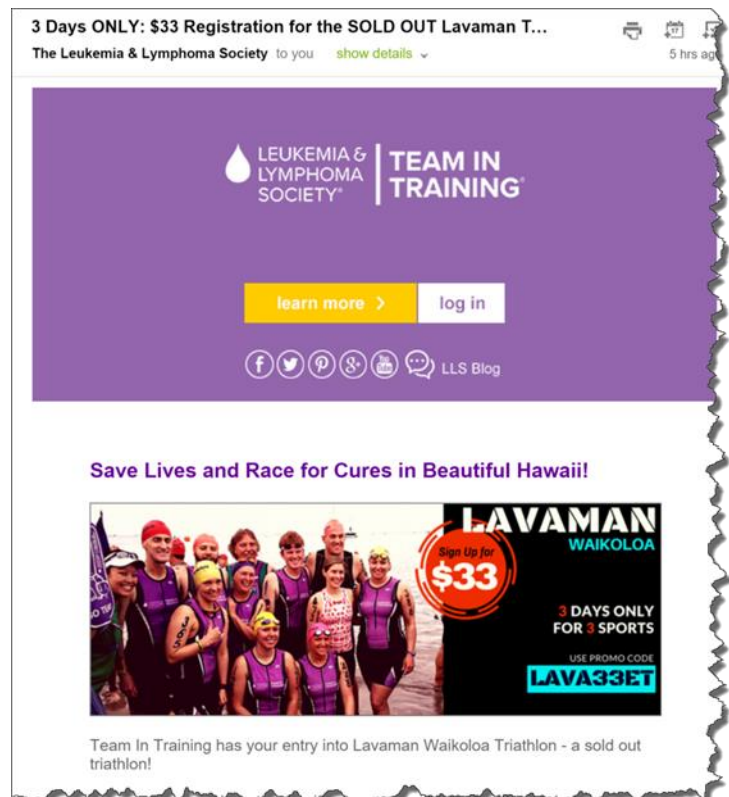 3 Days ONLY: $33 Registration for the SOLD OUT Lavaman T...
The Leukemia & Lymphoma Society to you show details
5 hrs ago
LEUKEMIA &
LYMPHOMA
SOCIETY®
TEAM IN
TRAINING®
learn more >
log in
LLS Blog
Save Lives and Race for Cures in Beautiful Hawaii!
LAVAMAN
WAIKOLOA
Sign Up for
$33
3 DAYS ONLY
FOR 3 SPORTS
USE PROMO CODE
LAVA33ET
Team In Training has your entry into Lavaman Waikoloa Triathlon - a sold out
triathlon!